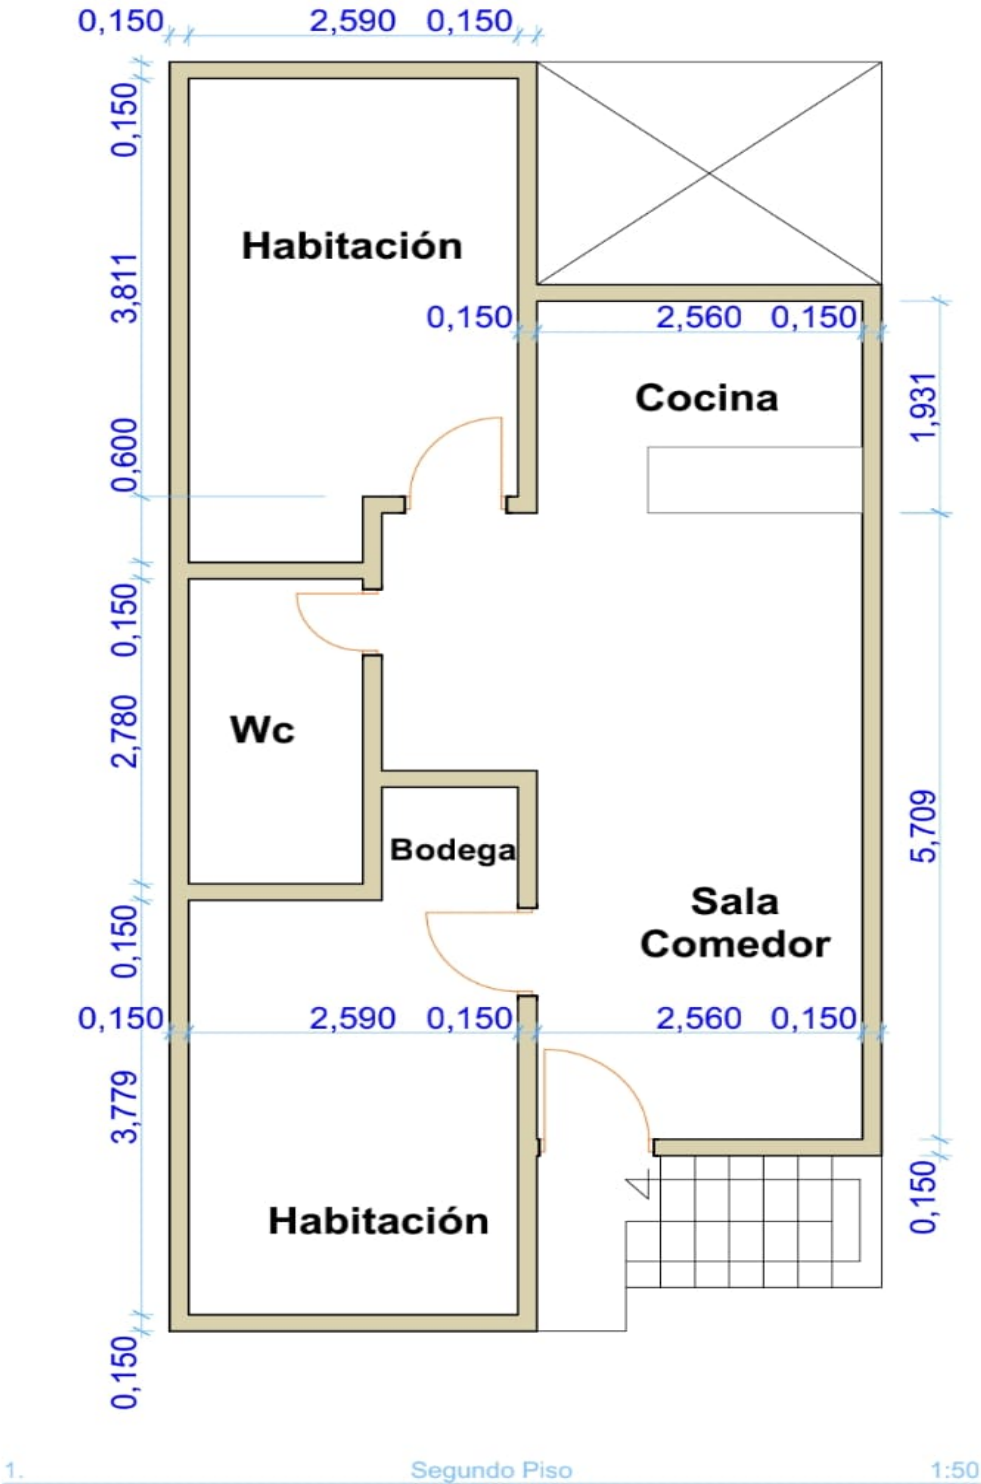 0,150 2,590 0,150
0,150
3,811
Habitación
0,150 2,560 0,150
Cocina
1,931
0,600
0,150
2,780
Wc
Bodega
5,709
Sala
Comedor
0,150
0,150 2,590 0,150 2,560 0,150
3,779
0,150
Habitación
0,150
1. Segundo Piso 1:50